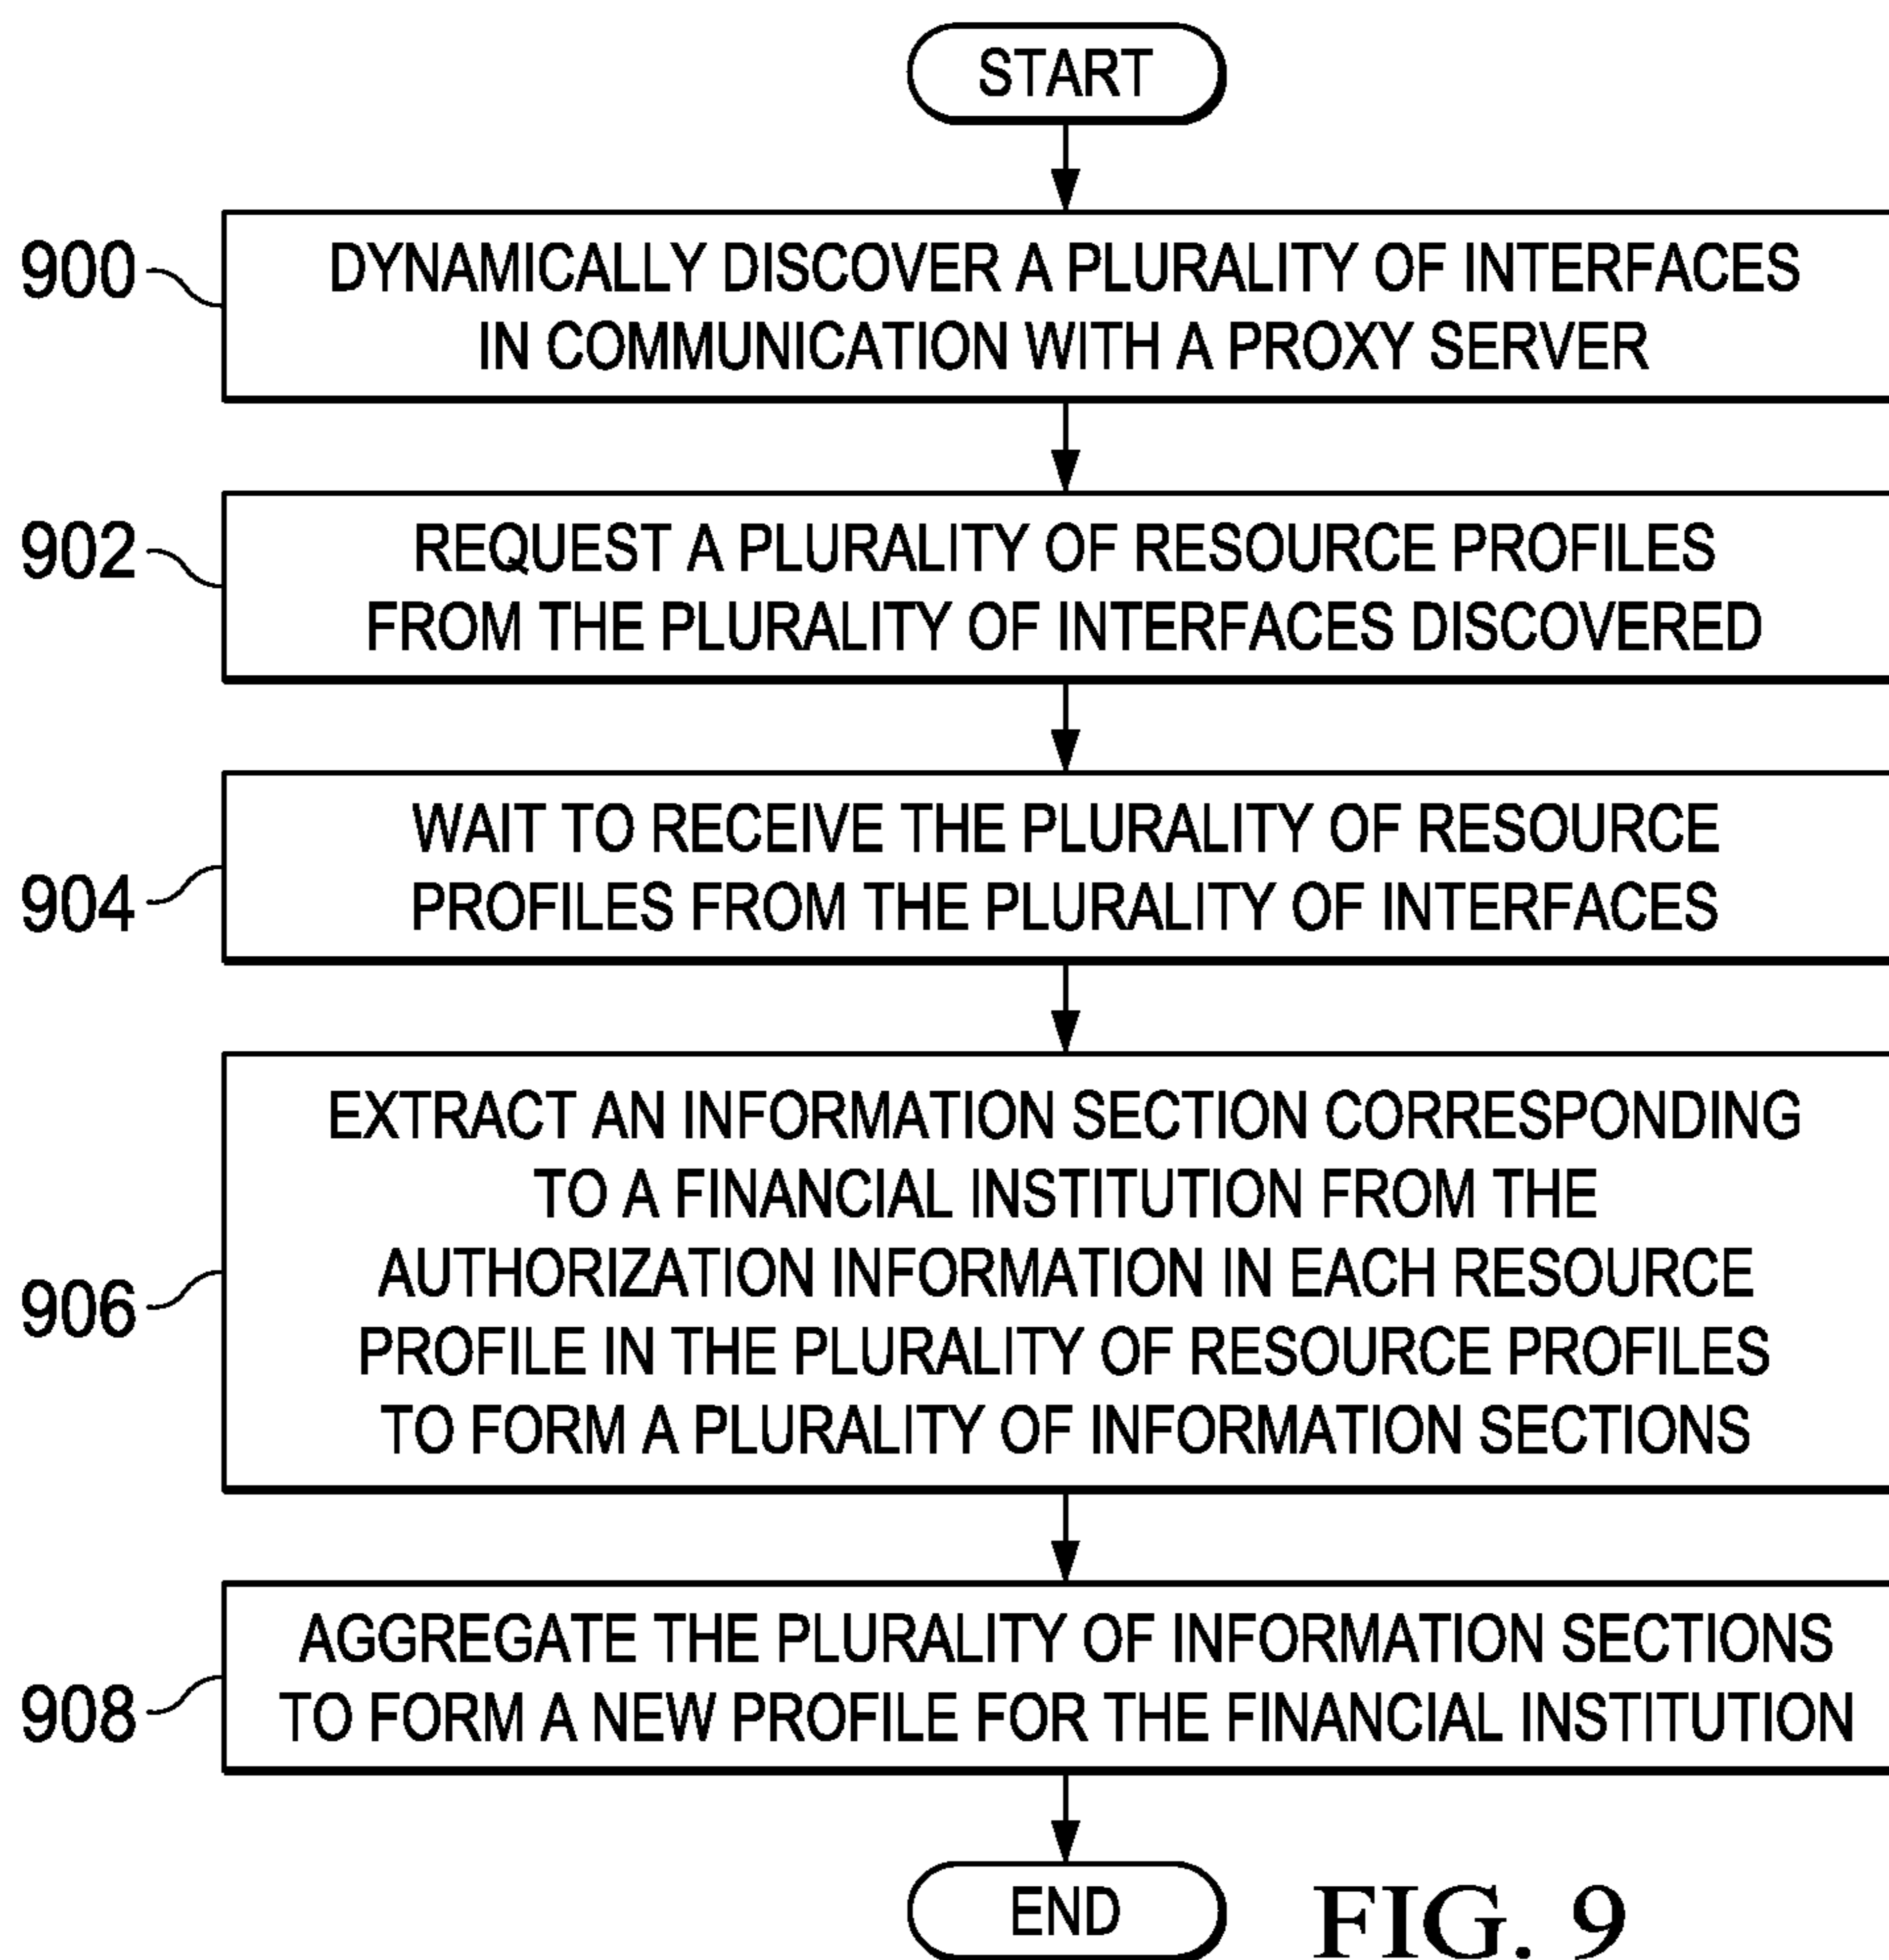 START
900
DYNAMICALLY DISCOVER A PLURALITY OF INTERFACES
IN COMMUNICATION WITH A PROXY SERVER
902
REQUEST A PLURALITY OF RESOURCE PROFILES
FROM THE PLURALITY OF INTERFACES DISCOVERED
904
WAIT TO RECEIVE THE PLURALITY OF RESOURCE
PROFILES FROM THE PLURALITY OF INTERFACES
906
EXTRACT AN INFORMATION SECTION CORRESPONDING
TO A FINANCIAL INSTITUTION FROM THE
AUTHORIZATION INFORMATION IN EACH RESOURCE
PROFILE IN THE PLURALITY OF RESOURCE PROFILES
TO FORM A PLURALITY OF INFORMATION SECTIONS
908
AGGREGATE THE PLURALITY OF INFORMATION SECTIONS
TO FORM A NEW PROFILE FOR THE FINANCIAL INSTITUTION
END
FIG. 9